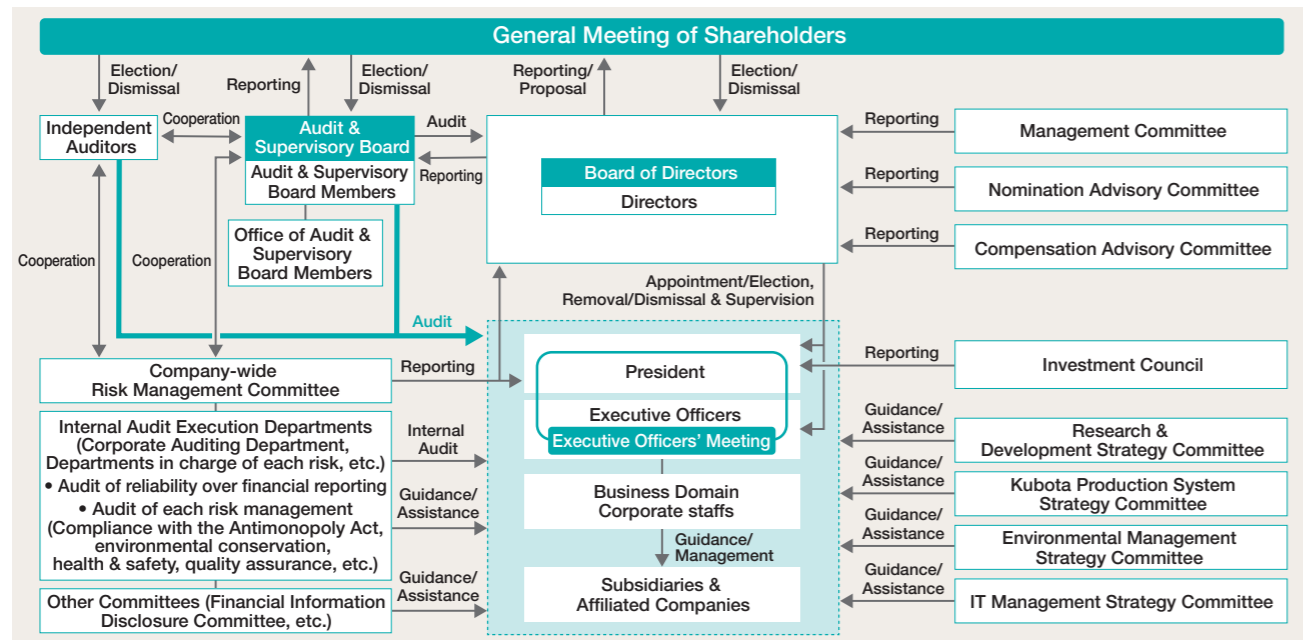 General Meeting of Shareholders
Election/
Dismissal
Reporting
Election/
Dismissal
Reporting/
Proposal
Election/
Dismissal
Independent
Auditors
Cooperation
Audit &
Supervisory Board
Audit & Supervisory
Board Members
Audit
Reporting
Office of Audit &
Supervisory
Board Members
Board of Directors
Directors
Reporting
Management Committee
Reporting
Nomination Advisory Committee
Reporting
Compensation Advisory Committee
Cooperation
Cooperation
Appointment/Election,
Removal/Dismissal & Supervision
Audit
Company-wide
Risk Management Committee
Reporting
President
Reporting
Investment Council
Executive Officers
Executive Officers' Meeting
Internal Audit Execution Departments
(Corporate Auditing Department,
Departments in charge of each risk, etc.)
• Audit of reliability over financial reporting
• Audit of each risk management
(Compliance with the Antimonopoly Act,
environmental conservation,
health & safety, quality assurance, etc.)
Internal
Audit
Guidance/
Assistance
Business Domain
Corporate staffs
Guidance/
Management
Subsidiaries &
Affiliated Companies
Guidance/
Assistance
Research &
Development Strategy Committee
Guidance/
Assistance
Kubota Production System
Strategy Committee
Guidance/
Assistance
Environmental Management
Strategy Committee
Guidance/
Assistance
IT Management Strategy Committee
Other Committees (Financial Information
Disclosure Committee, etc.)
Guidance/
Assistance